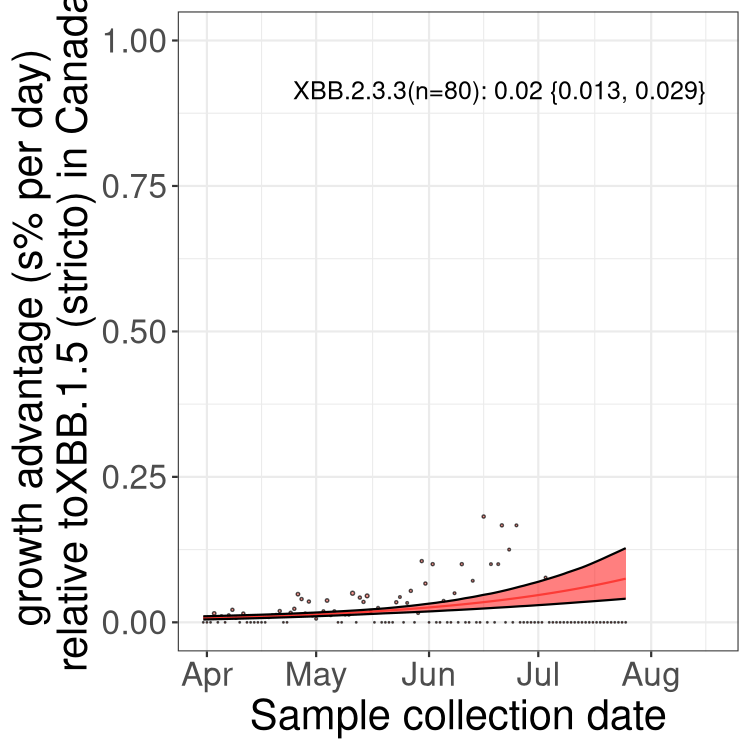 growth advantage (s% per day)
relative toXBB.1.5 (stricto) in Canada
1.00
0.75
0.50
0.25
0.00
XBB.2.3.3(n=80): 0.02 {0.013, 0.029}
Apr May Jun Jul Aug
Sample collection date